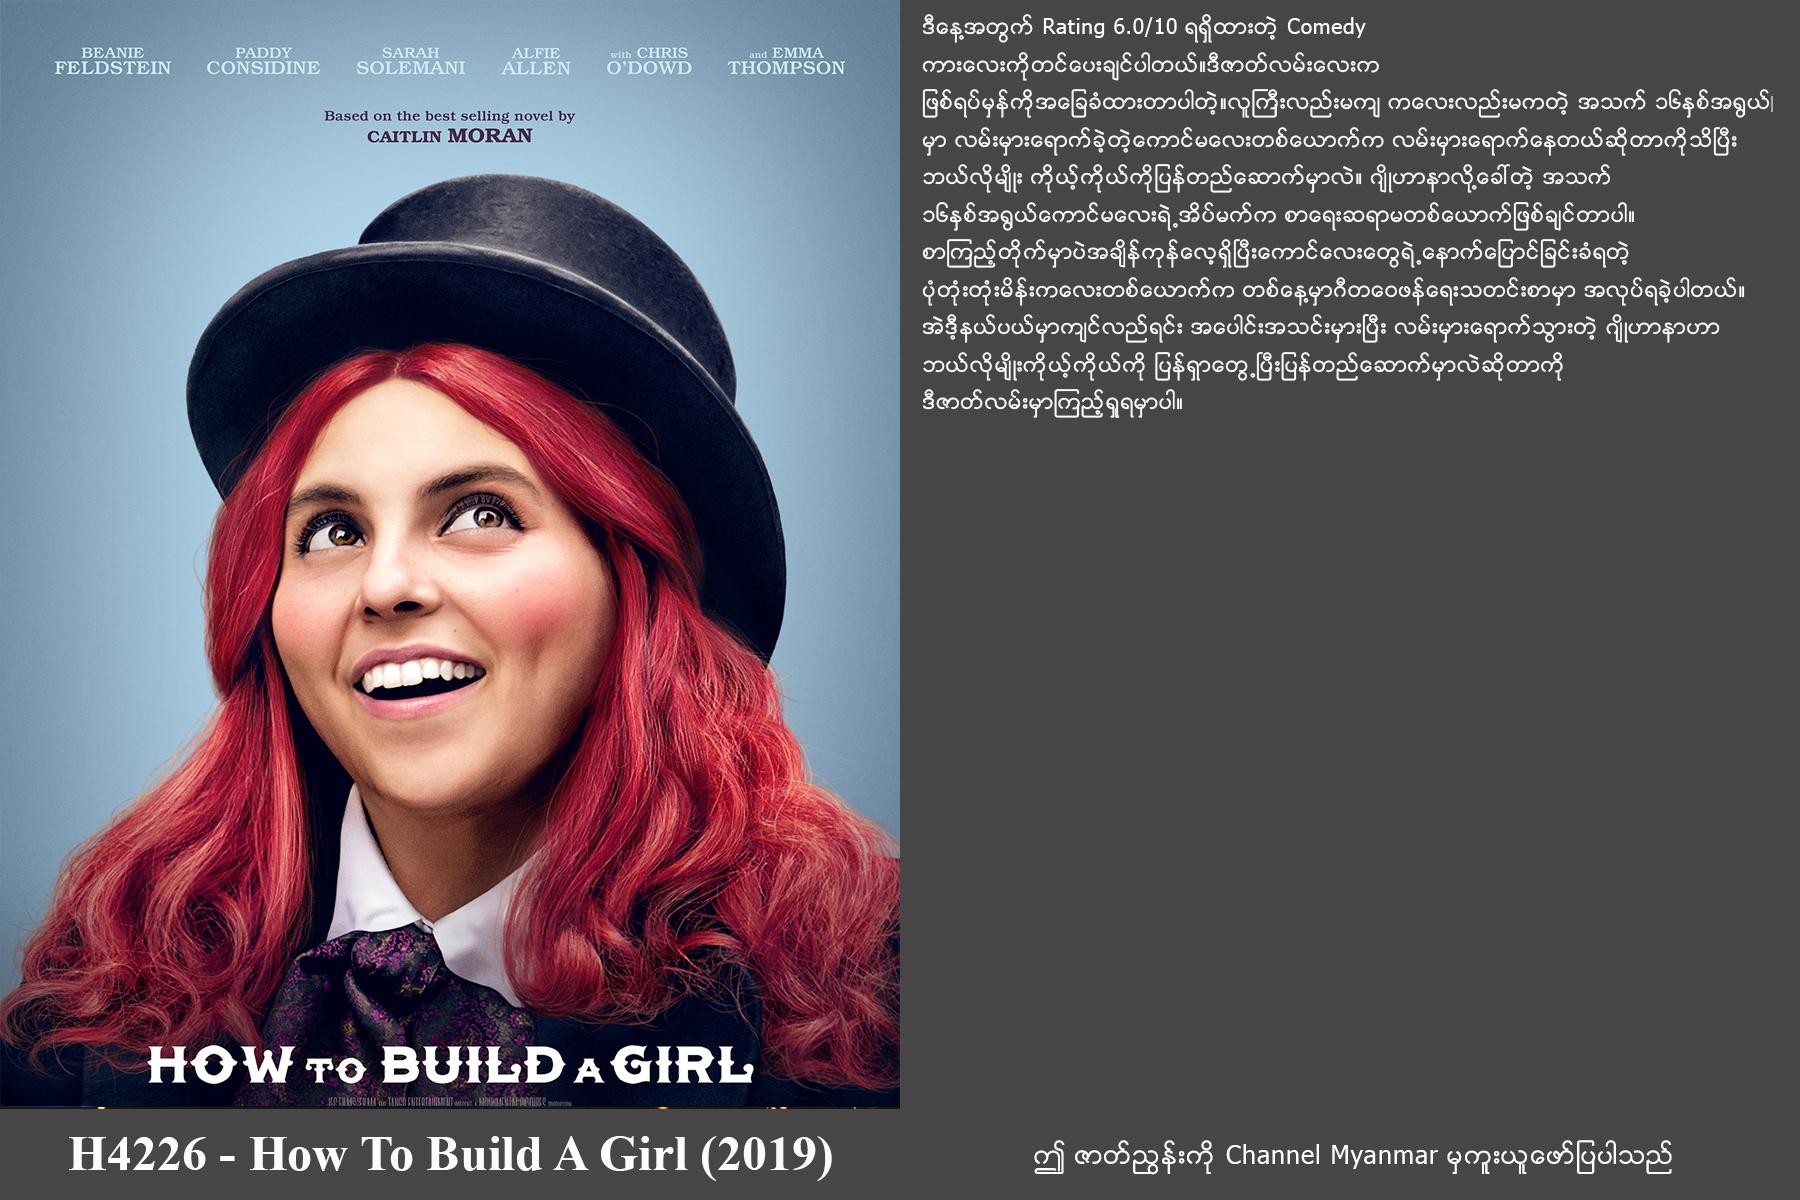 BEANIE FELDSTEIN PADDY CONSIDINE SARAH SOLEMANI ALFIE ALLEN with CHRIS O'DOWD and EMMA THOMPSON
Based on the best selling novel by
CAITLIN MORAN
HOW TO BUILD A GIRL
H4226 - How To Build A Girl (2019)
ဒီနေ့အတွက် Rating 6.0/10 ရရှိထားတဲ့ Comedy
ကားလေးကိုတင်ပေးချင်ပါတယ်။ဒီဇာတ်လမ်းလေးက
ဖြစ်ရပ်မှန်ကိုအခြေခံထားတာပါတဲ့။လူကြီးလည်းမကျ ကလေးလည်းမကတဲ့ အသက် ၁၆နှစ်အရွယ်
မှာ လမ်းမှားရောက်ခဲ့တဲ့ကောင်မလေးတစ်ယောက်က လမ်းမှားရောက်နေတယ်ဆိုတာကိုသိပြီး
ဘယ်လိုမျိုး ကိုယ့်ကိုယ်ကိုပြန်တည်ဆောက်မှာလဲ။ ဂျိုဟာနာလို့ခေါ်တဲ့ အသက်
၁၆နှစ်အရွယ်ကောင်မလေးရဲ့အိပ်မက်က စာရေးဆရာမတစ်ယောက်ဖြစ်ချင်တာပါ။
စာကြည့်တိုက်မှာပဲအချိန်ကုန်လေ့ရှိပြီးကောင်လေးတွေရဲ့နောက်ပြောင်ခြင်းခံရတဲ့
ပုံတုံးတုံးမိန်းကလေးတစ်ယောက်က တစ်နေ့မှာဂီတဝေဖန်ရေးသတင်းစာမှာ အလုပ်ရခဲ့ပါတယ်။
အဲဒီ့နယ်ပယ်မှာကျင်လည်ရင်း အပေါင်းအသင်းမှားပြီး လမ်းမှားရောက်သွားတဲ့ ဂျိုဟာနာဟာ
ဘယ်လိုမျိုးကိုယ့်ကိုယ်ကို ပြန်ရှာတွေ့ပြီးပြန်တည်ဆောက်မှာလဲဆိုတာကို
ဒီဇာတ်လမ်းမှာကြည့်ရှုရမှာပါ။
ဤ ဇာတ်ညွှန်းကို Channel Myanmar မှကူးယူဖော်ပြပါသည်